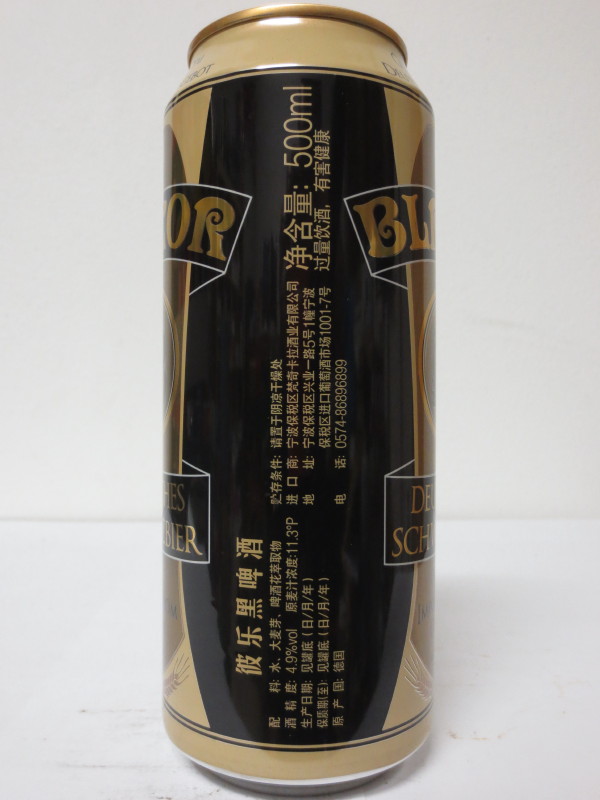 彼乐黑啤酒
配 料: 水、大麦芽、啤酒花萃取物
酒 精 度: 4.9%vol 原麦汁浓度:11.3°P
生产日期: 见罐底(日/月/年)
保质期(至): 见罐底(日/月/年)
原 产 国: 德国
贮存条件: 请置于阴凉干燥处
进 口 商: 宁波保税区梵奇卡拉酒业有限公司
地 址: 宁波保税区兴业一路5号1幢宁波
保税区进口葡萄酒市场1001-7号
电 话: 0574-86896899
净含量: 500ml
过量饮酒, 有害健康
OR
BL
HES
BIER
DEU
SCH